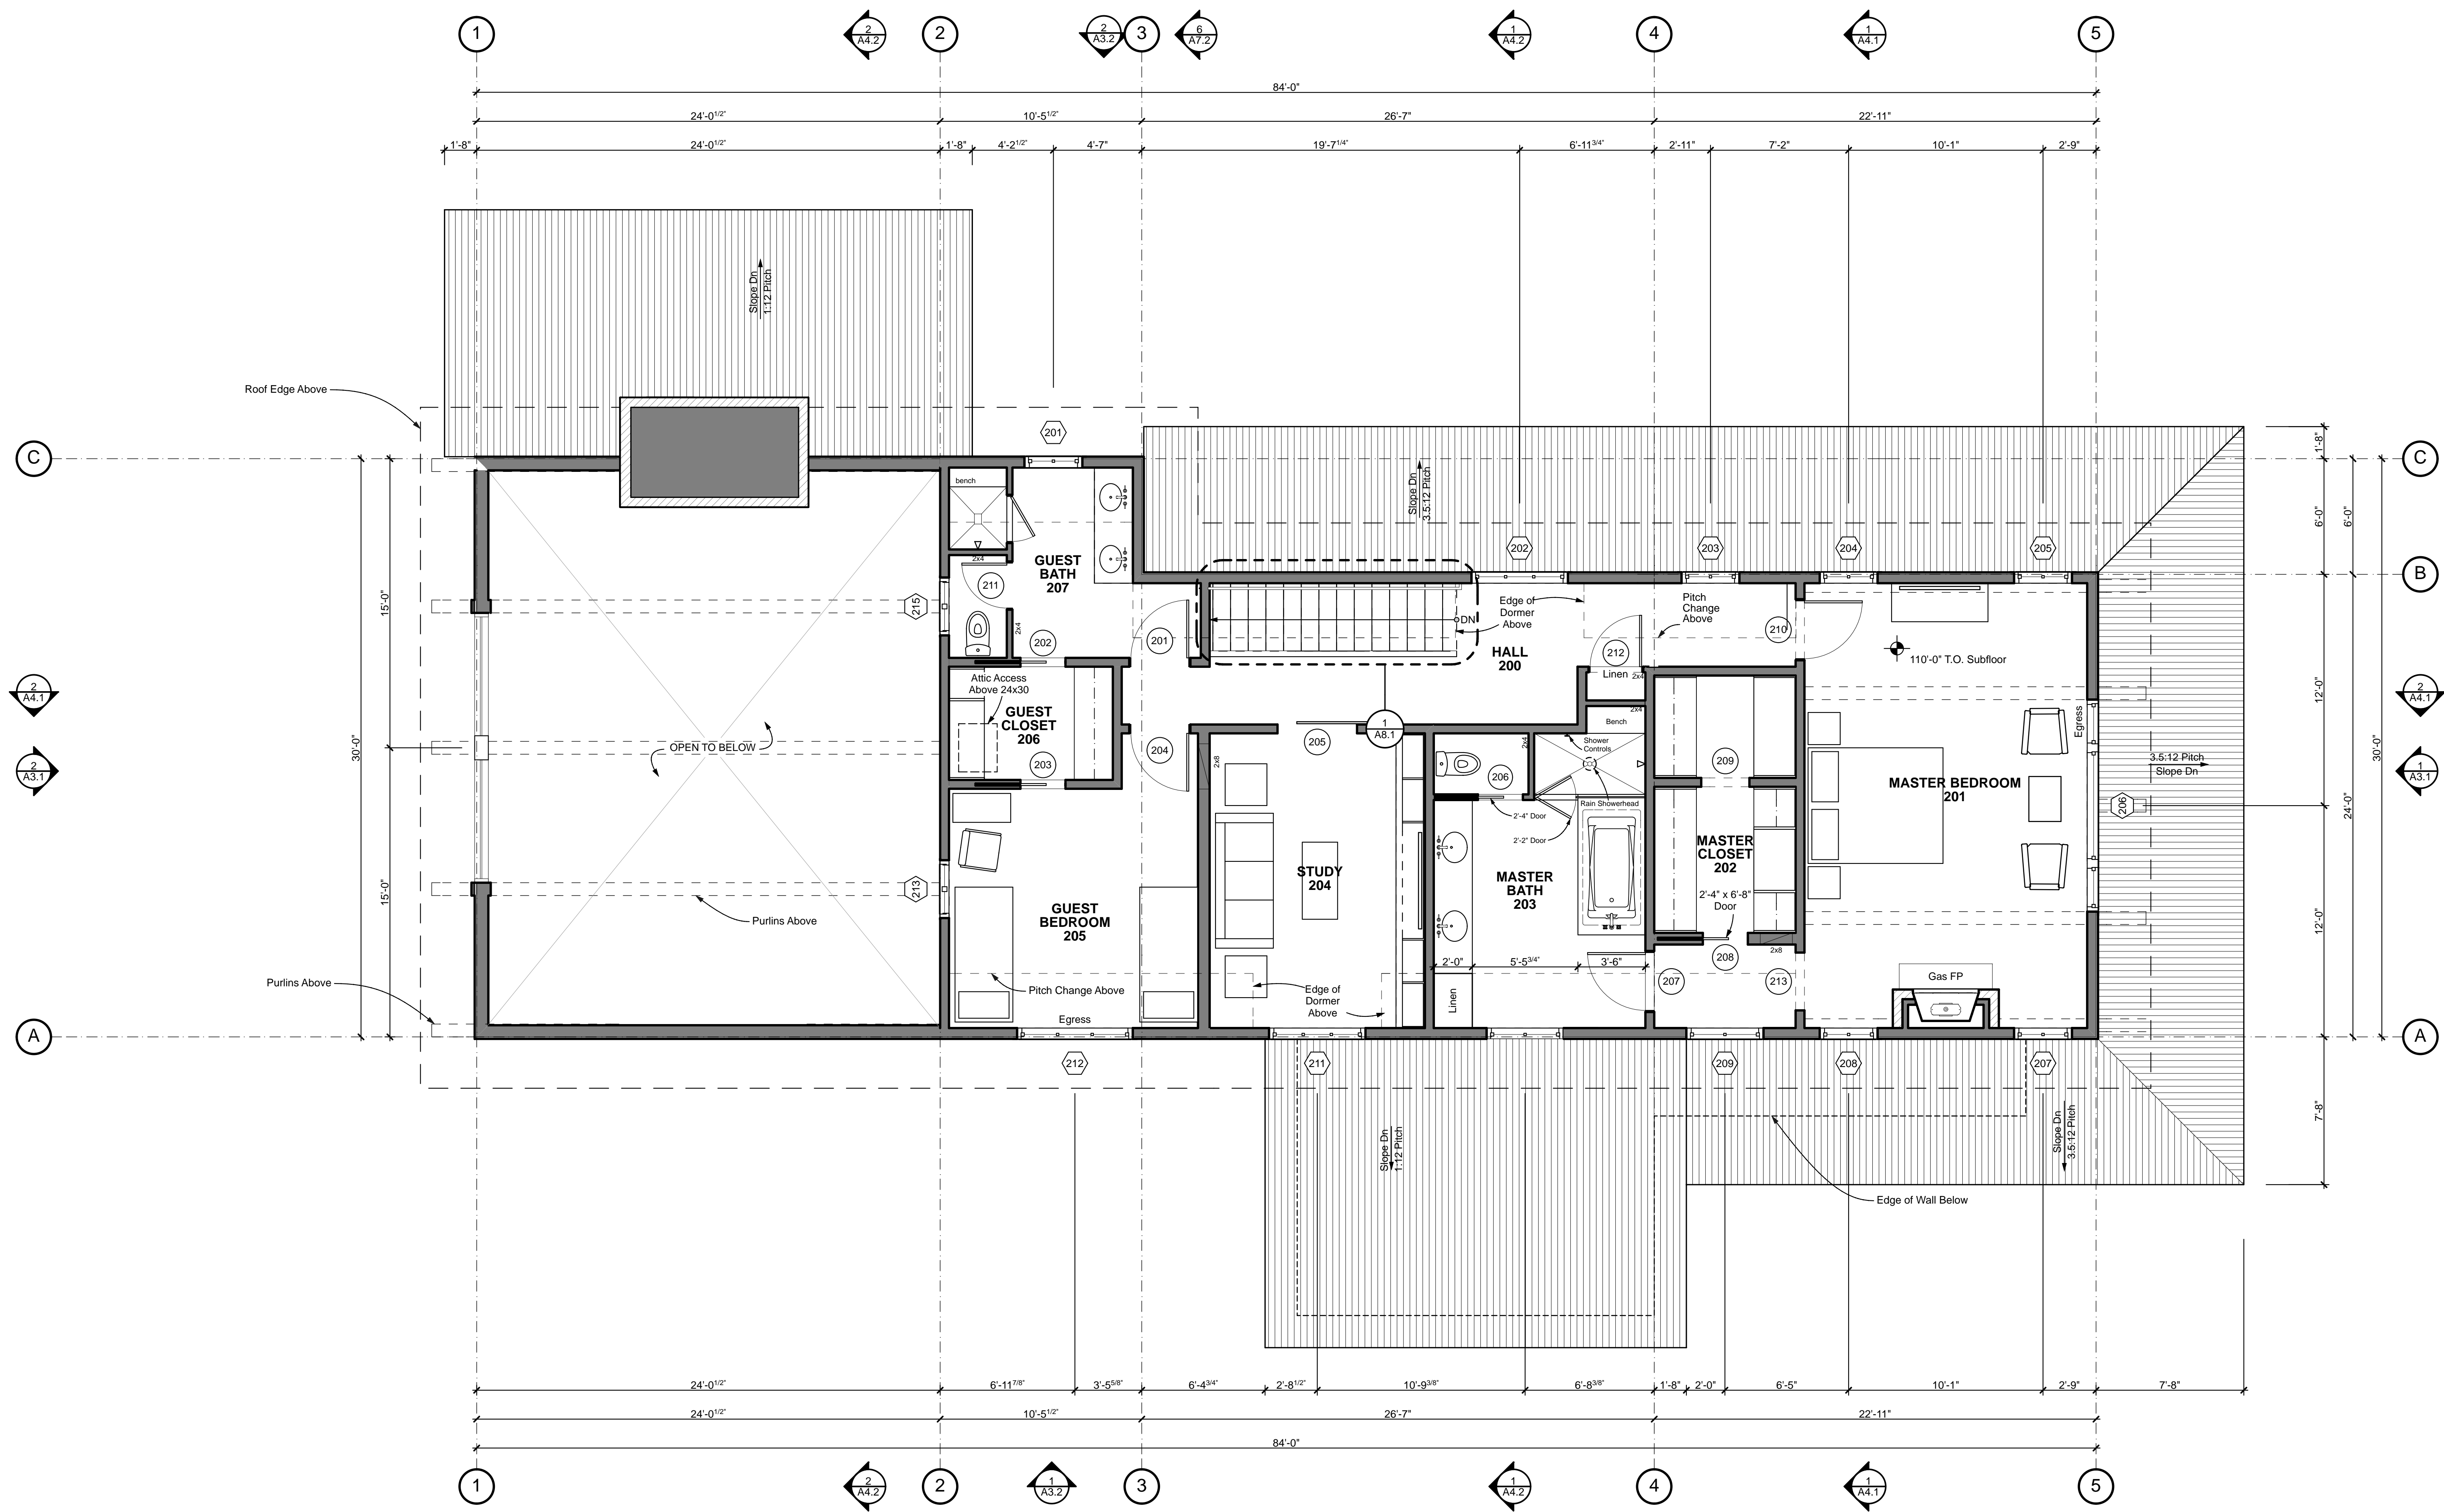 1
2
A4.2
2
2
A3.2
3
6
A7.2
1
A4.2
4
1
A4.1
5
84'-0"
24'-0 1/2"
10'-5 1/2"
26'-7"
22'-11"
1'-8"
24'-0 1/2"
1'-8"
4'-2 1/2"
4'-7"
19'-7 1/4"
6'-11 3/4"
2'-11"
7'-2"
10'-1"
2'-9"
Slope Dn
1:12 Pitch
Roof Edge Above
201
C
C
1'-8"
bench
Slope Dn
3.5:12 Pitch
6'-0"
6'-0"
202
203
204
205
GUEST
BATH
207
2x4
211
B
15'-0"
215
2x4
202
201
Edge of
Dormer
Above
DN
Pitch
Change
Above
210
HALL
200
212
Linen
2x4
110'-0" T.O. Subfloor
Attic Access
Above 24x30
GUEST
CLOSET
206
203
204
2
A4.1
2
A4.1
12'-0"
2x4
Bench
Egress
1
A8.1
205
2x4
Shower
Controls
OPEN TO BELOW
30'-0"
30'-0"
2
A3.1
1
A3.1
2x8
206
209
3.5:12 Pitch
Slope Dn
MASTER BEDROOM
201
Rain Showerhead
206
24'-0"
2'-4" Door
2'-2" Door
MASTER
CLOSET
202
STUDY
204
MASTER
BATH
203
15'-0"
213
2'-4" x 6'-8"
Door
GUEST
BEDROOM
205
Purlins Above
12'-0"
2x8
208
2'-0"
5'-5 3/4"
3'-6"
207
213
Gas FP
Purlins Above
Pitch Change Above
Edge of
Dormer
Above
Linen
Egress
A
A
212
211
209
208
207
7'-8"
Slope Dn
1:12 Pitch
Slope Dn
3.5:12 Pitch
Edge of Wall Below
24'-0 1/2"
6'-11 7/8"
3'-5 5/8"
6'-4 3/4"
2'-8 1/2"
10'-9 3/8"
6'-8 3/8"
1'-8"
2'-0"
6'-5"
10'-1"
2'-9"
7'-8"
24'-0 1/2"
10'-5 1/2"
26'-7"
22'-11"
84'-0"
1
2
A4.2
2
1
A3.2
3
1
A4.2
4
1
A4.1
5